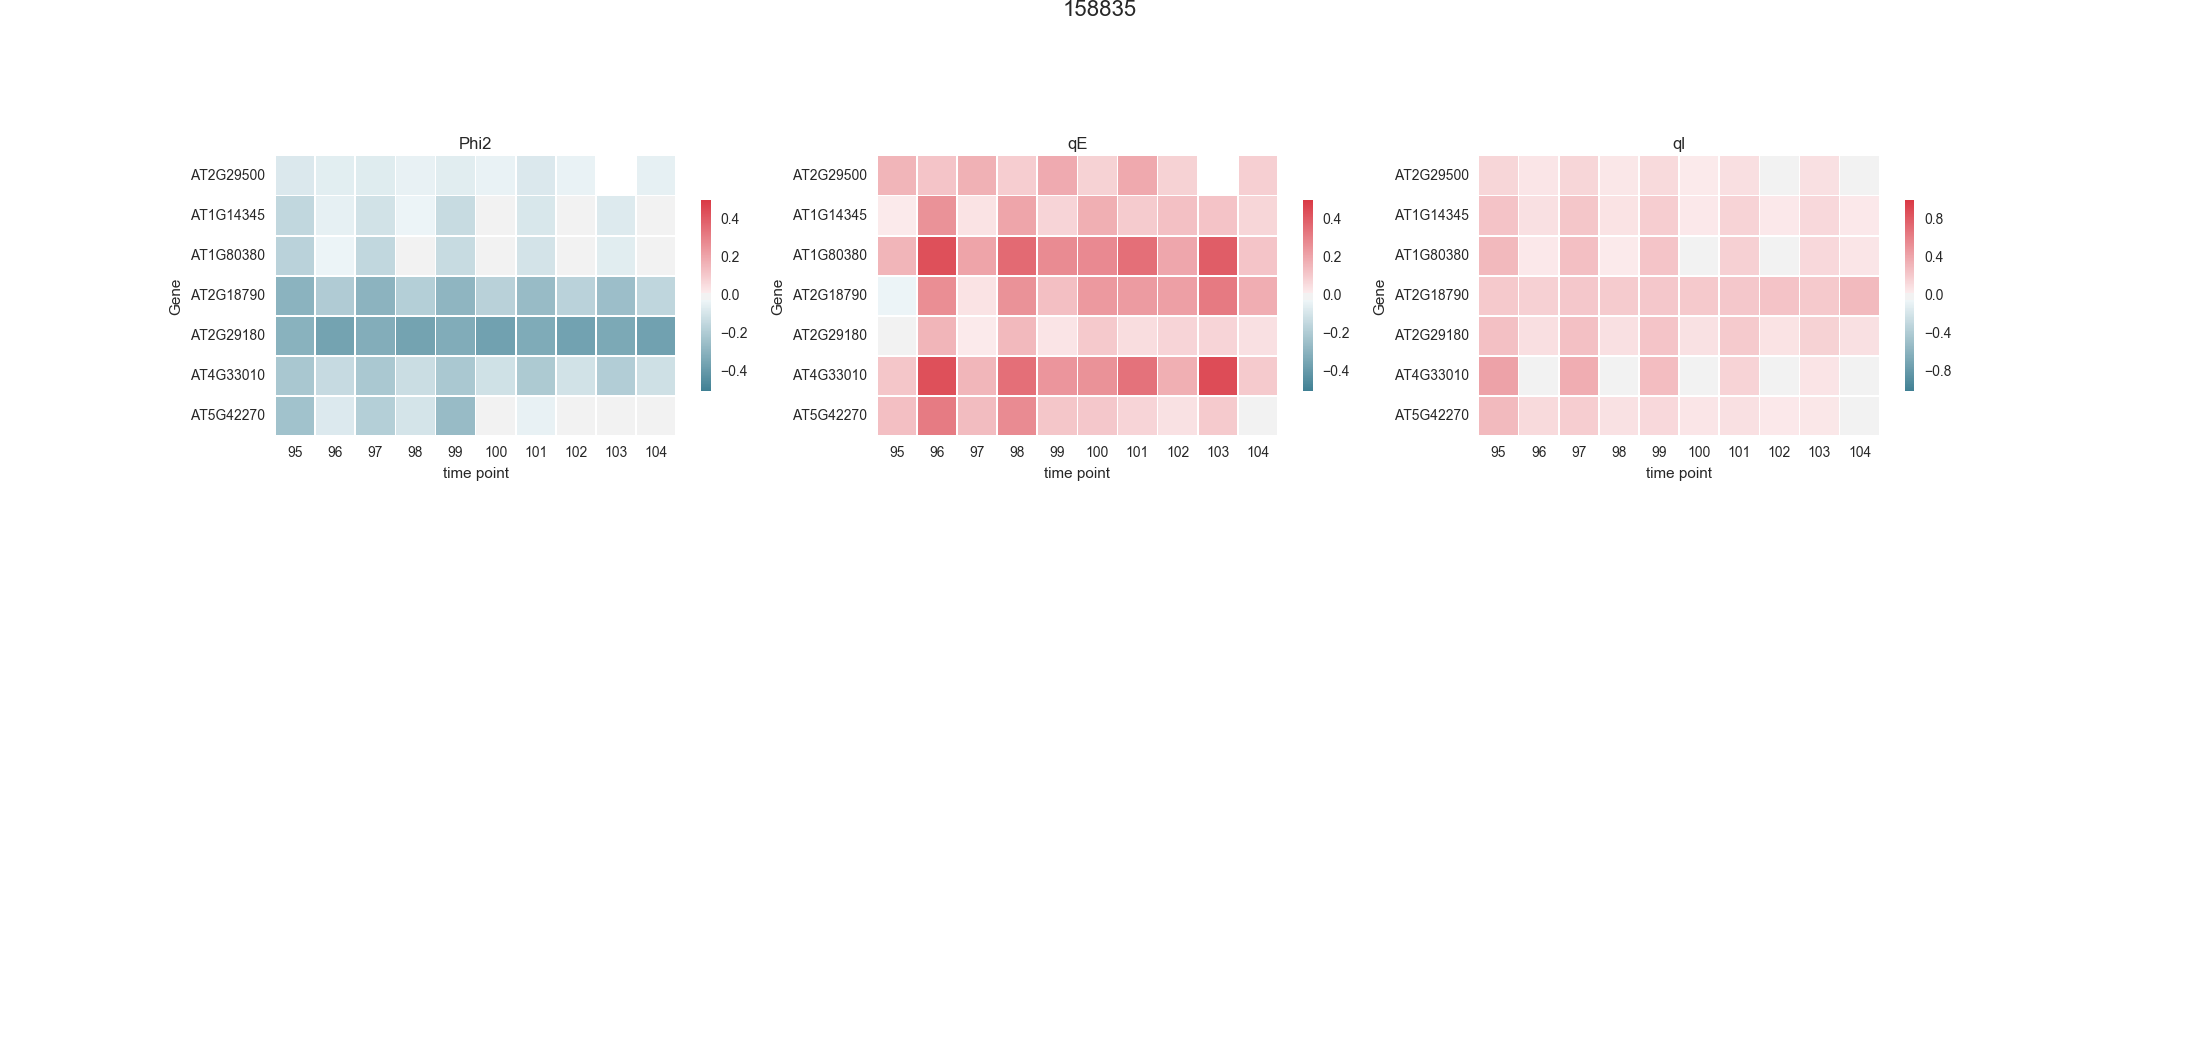 158835
Phi2
Gene
AT2G29500
AT1G14345
AT1G80380
AT2G18790
AT2G29180
AT4G33010
AT5G42270
95 96 97 98 99 100 101 102 103 104
time point
0.4
0.2
0.0
−0.2
−0.4
qE
Gene
AT2G29500
AT1G14345
AT1G80380
AT2G18790
AT2G29180
AT4G33010
AT5G42270
95 96 97 98 99 100 101 102 103 104
time point
0.4
0.2
0.0
−0.2
−0.4
qI
Gene
AT2G29500
AT1G14345
AT1G80380
AT2G18790
AT2G29180
AT4G33010
AT5G42270
95 96 97 98 99 100 101 102 103 104
time point
0.8
0.4
0.0
−0.4
−0.8